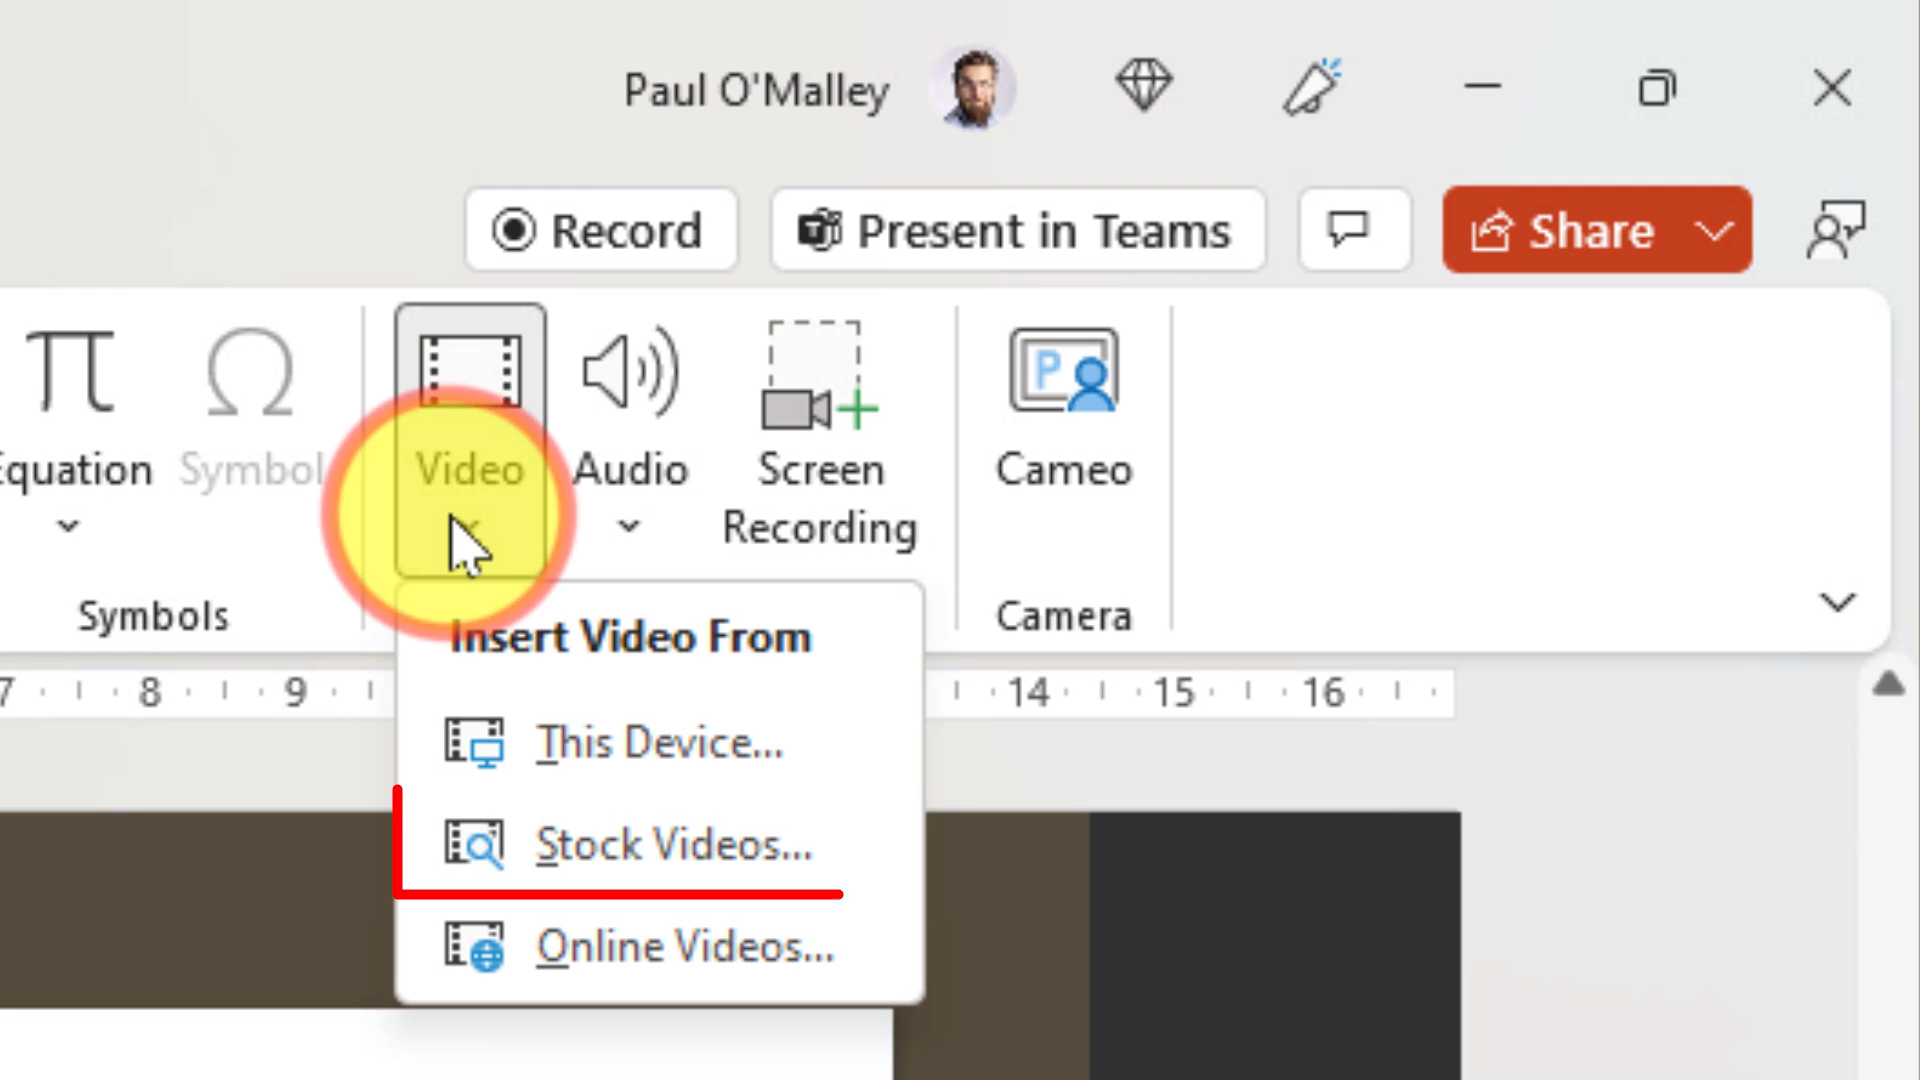 Paul O'Malley
Record
Present in Teams
Share
Equation
Symbol
Video
Audio
Screen
Recording
P
Cameo
Symbols
Camera
Insert Video From
7 8 9 14 15 16
This Device...
Stock Videos...
Online Videos...